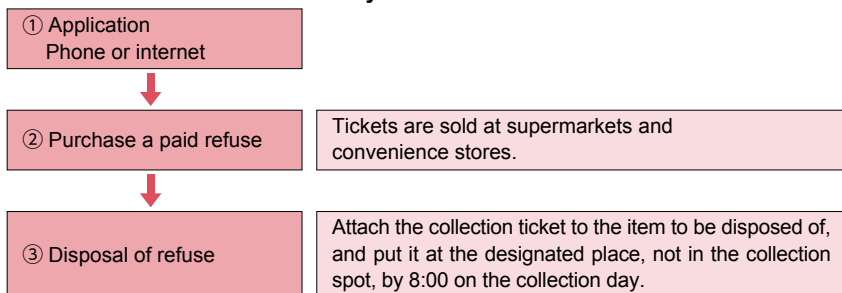 ① Application
Phone or internet
② Purchase a paid refuse
Tickets are sold at supermarkets and
convenience stores.
③ Disposal of refuse
Attach the collection ticket to the item to be disposed of,
and put it at the designated place, not in the collection
spot, by 8:00 on the collection day.